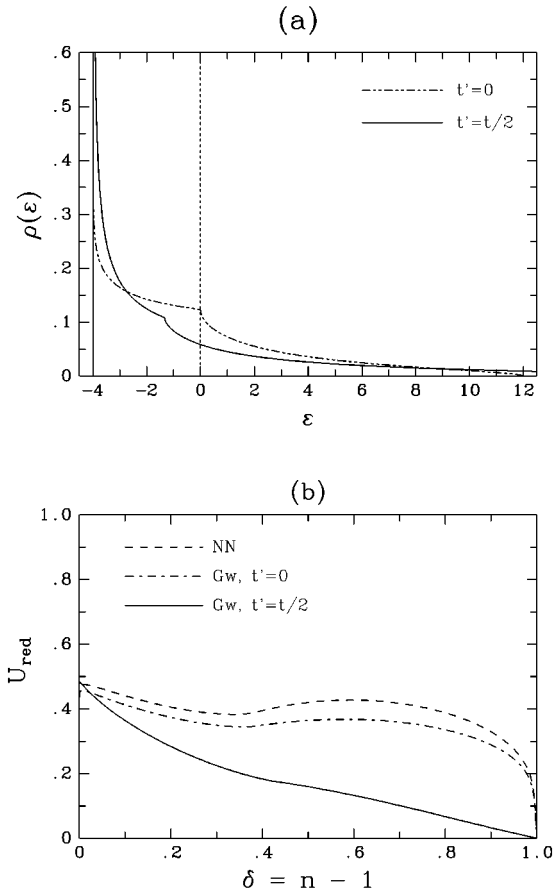 (a)
.6
.5
.4
.3
.2
.1
0
ρ(ε)
t'=0
t'=t/2
-4 -2 0 2 4 6 8 10 12
ε
(b)
1.0
.8
.6
.4
.2
0
U_red
NN
Gw, t'=0
Gw, t'=t/2
0 .2 .4 .6 .8 1.0
δ = n - 1